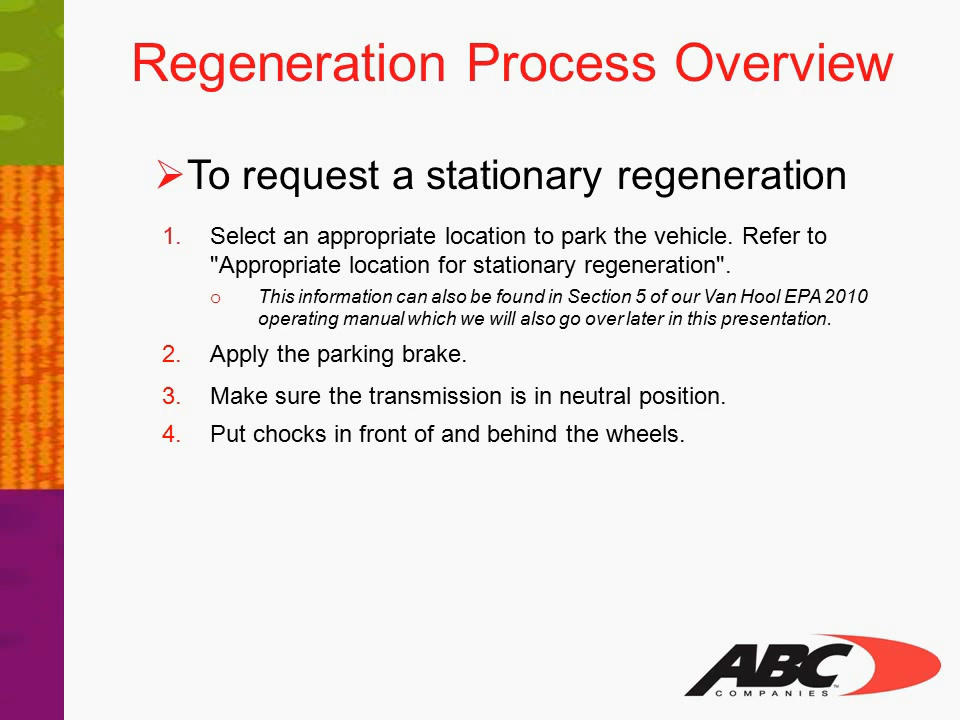 Regeneration Process Overview
➢To request a stationary regeneration
1. Select an appropriate location to park the vehicle. Refer to
"Appropriate location for stationary regeneration".
o This information can also be found in Section 5 of our Van Hool EPA 2010
operating manual which we will also go over later in this presentation.
2. Apply the parking brake.
3. Make sure the transmission is in neutral position.
4. Put chocks in front of and behind the wheels.
ABC
COMPANIES™